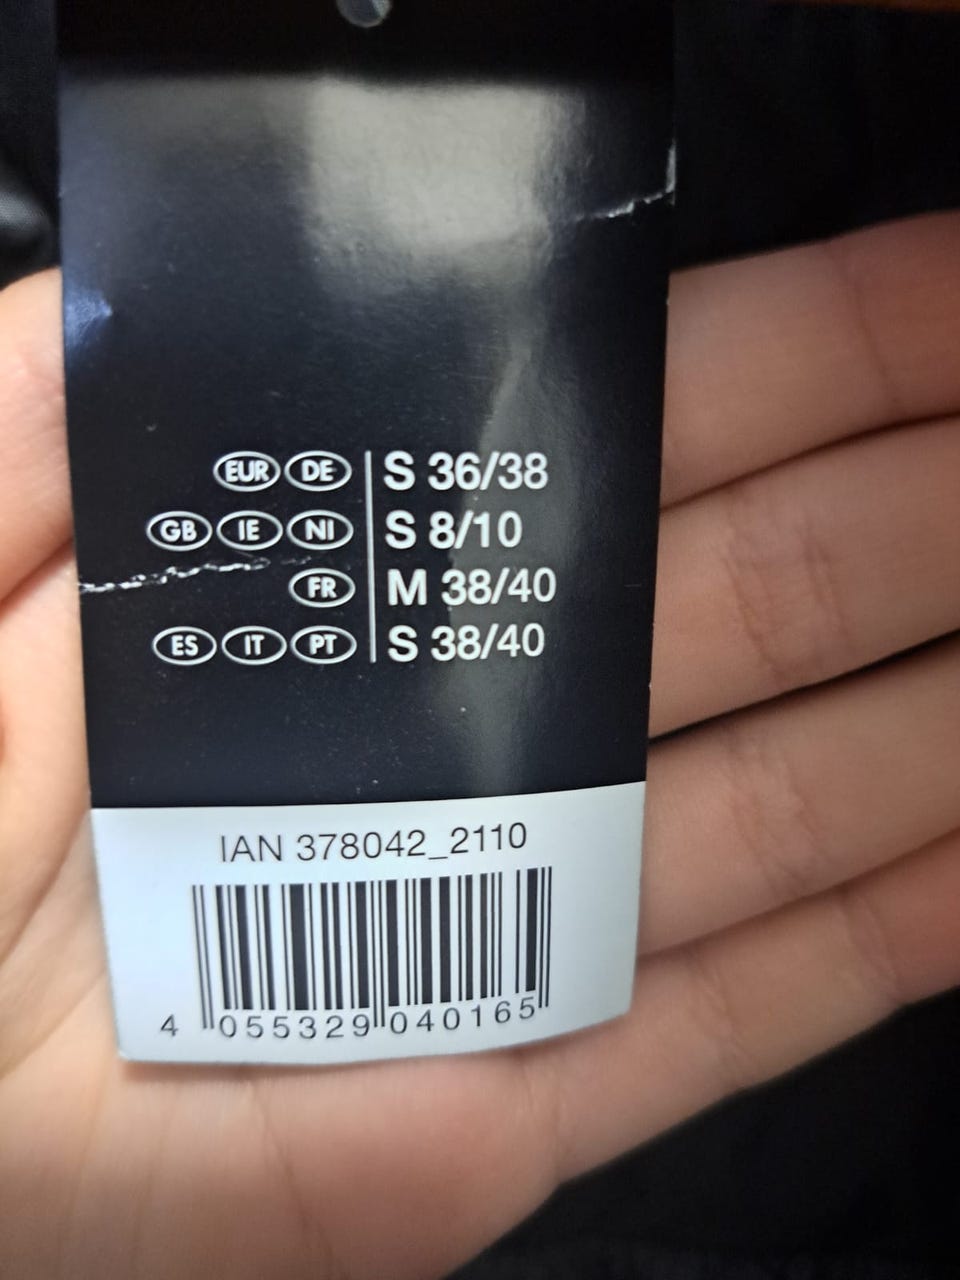 EUR DE S 36/38
GB IE NI S 8/10
FR M 38/40
ES IT PT S 38/40
IAN 378042_2110
4 055329 040165